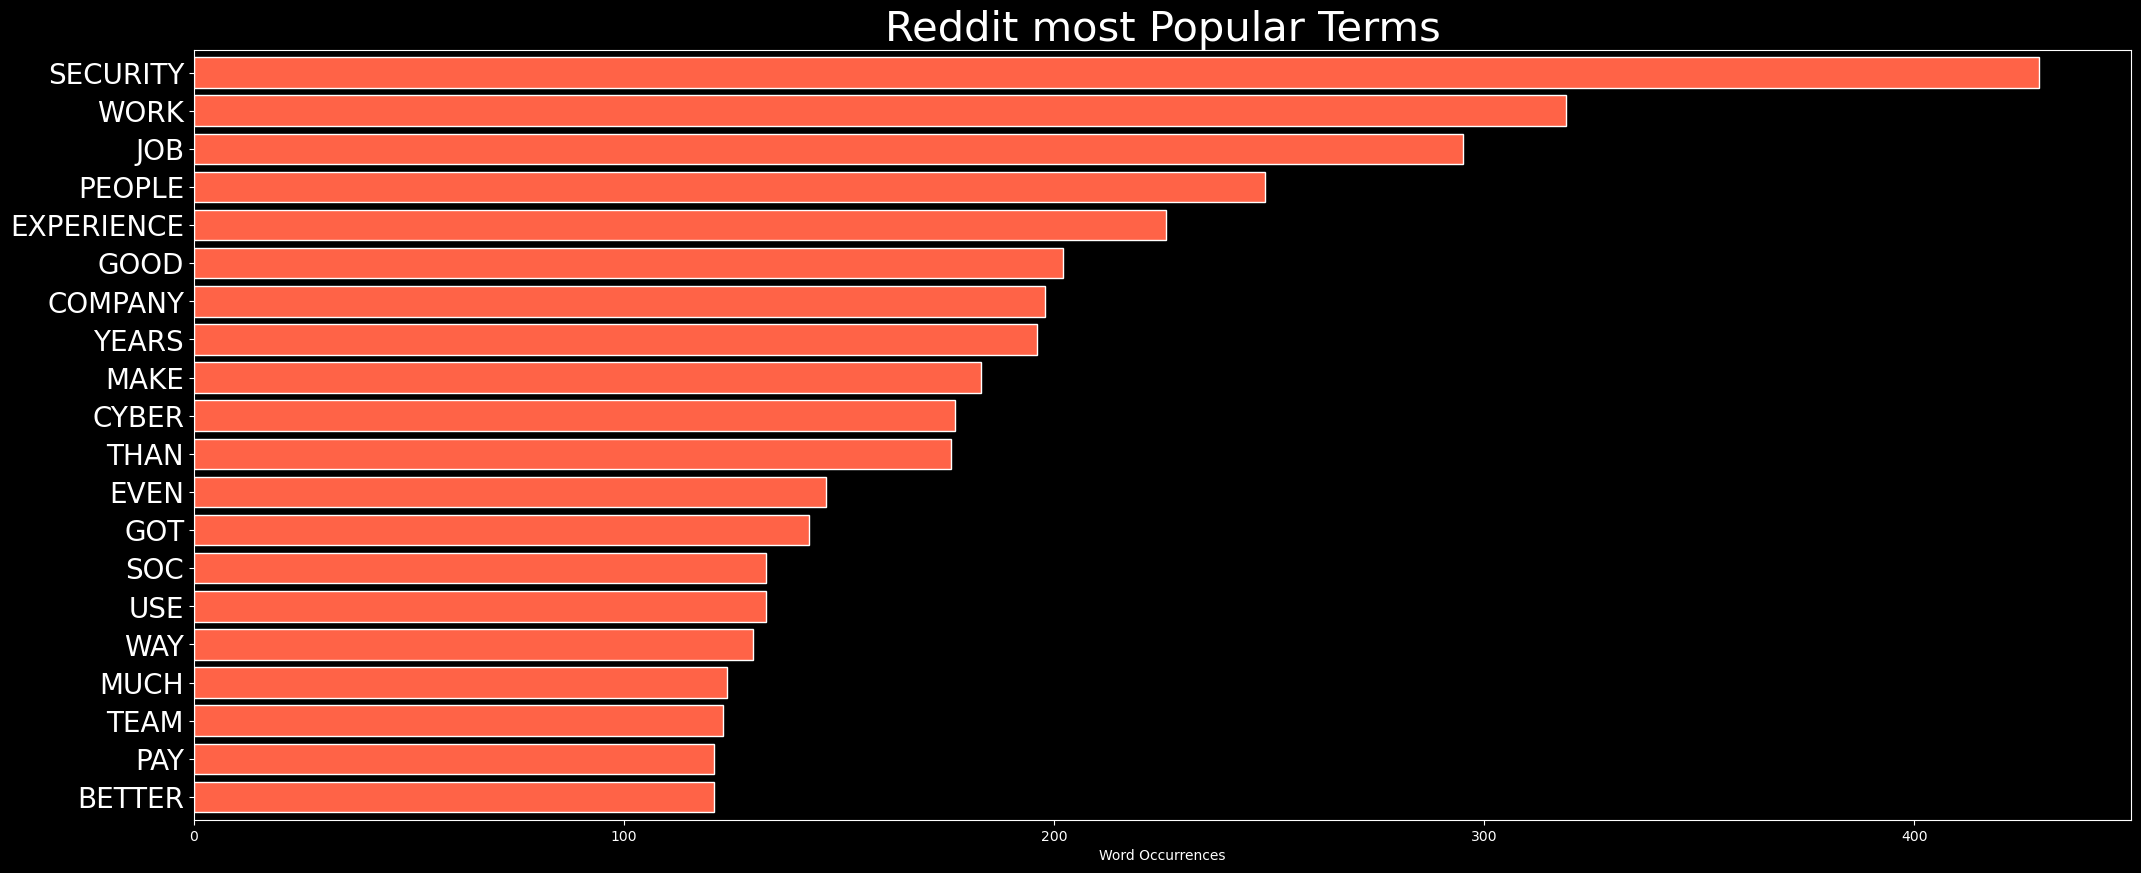 Reddit most Popular Terms
SECURITY
WORK
JOB
PEOPLE
EXPERIENCE
GOOD
COMPANY
YEARS
MAKE
CYBER
THAN
EVEN
GOT
SOC
USE
WAY
MUCH
TEAM
PAY
BETTER
0 100 200 300 400
Word Occurrences